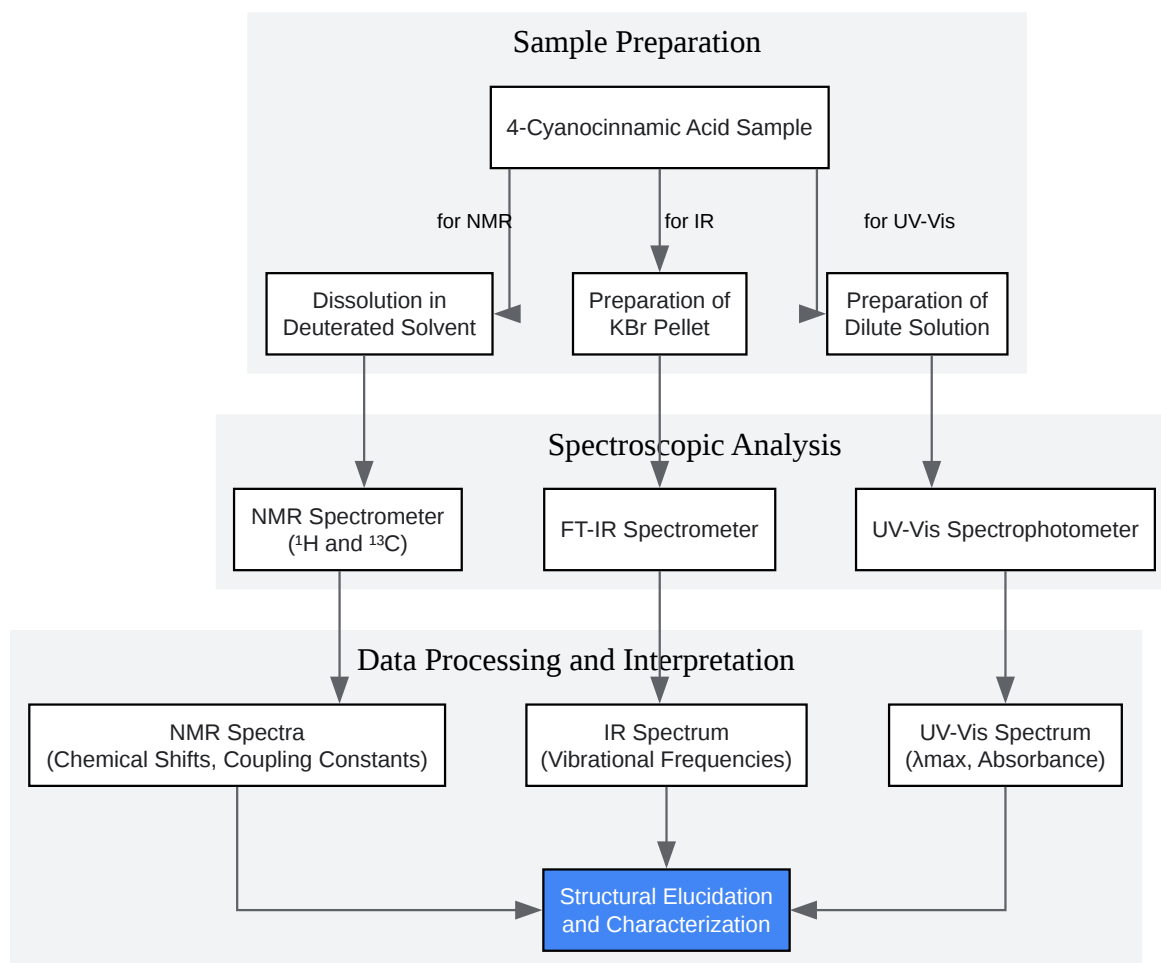 Sample Preparation
4-Cyanocinnamic Acid Sample
for NMR
for IR
for UV-Vis
Dissolution in
Deuterated Solvent
Preparation of
KBr Pellet
Preparation of
Dilute Solution
Spectroscopic Analysis
NMR Spectrometer
(¹H and ¹³C)
FT-IR Spectrometer
UV-Vis Spectrophotometer
Data Processing and Interpretation
NMR Spectra
(Chemical Shifts, Coupling Constants)
IR Spectrum
(Vibrational Frequencies)
UV-Vis Spectrum
(λmax, Absorbance)
Structural Elucidation
and Characterization